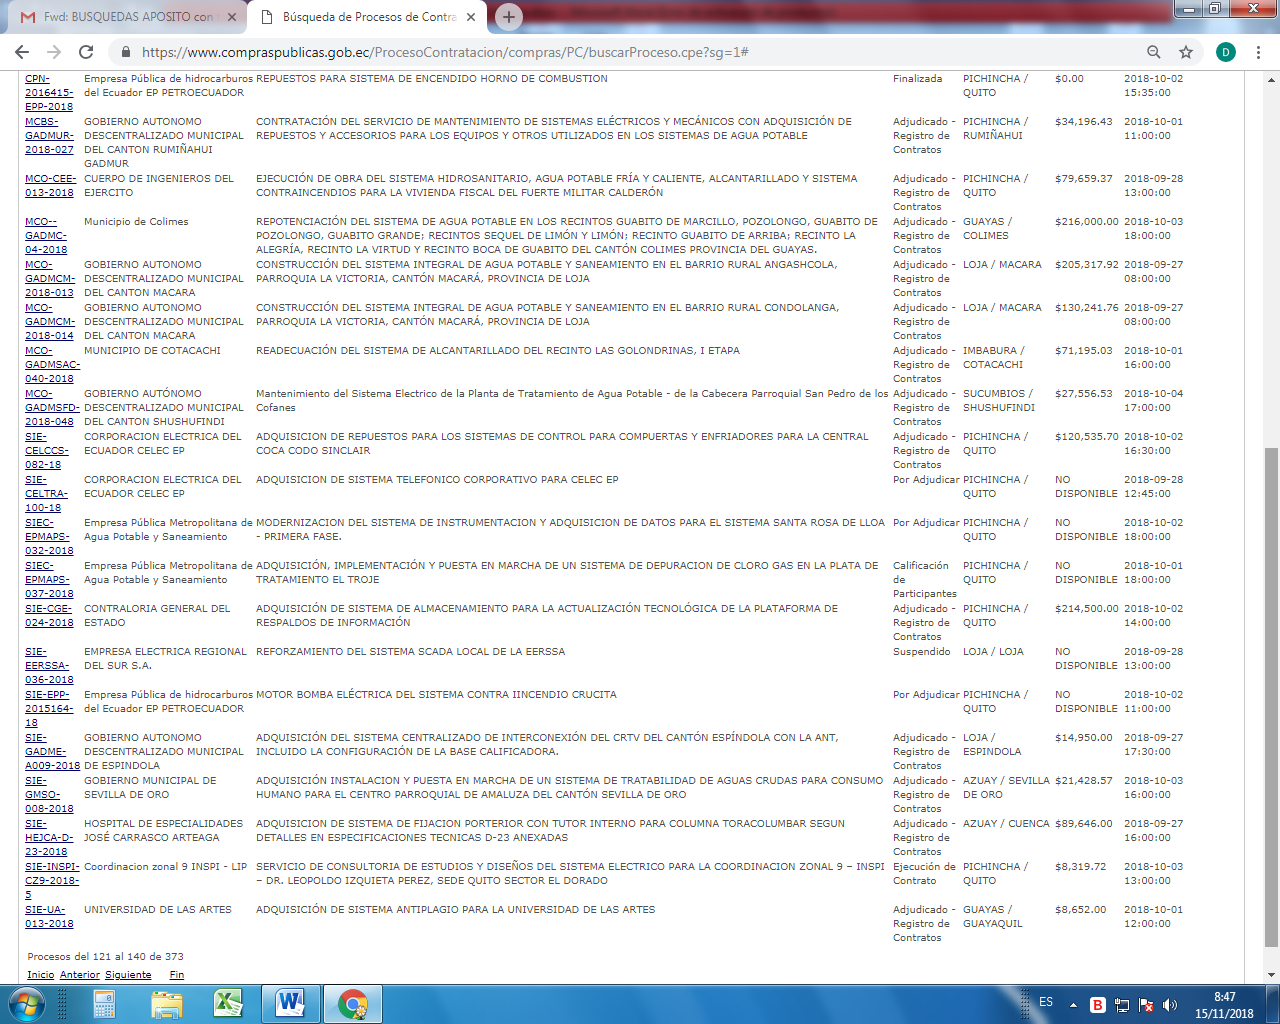 Fwd: BUSQUEDAS APOSITO con
Búsqueda de Procesos de Contra
https://www.compraspublicas.gob.ec/ProcesoContratacion/compras/PC/buscarProceso.cpe?sg=1#
D
CPN- Empresa Pública de hidrocarburos REPUESTOS PARA SISTEMA DE ENCENDIDO HORNO DE COMBUSTION Finalizada PICHINCHA / $0.00 2018-10-02
2016415- del Ecuador EP PETROECUADOR QUITO 15:35:00
EPP-2018
MCBS- GOBIERNO AUTONOMO CONTRATACIÓN DEL SERVICIO DE MANTENIMIENTO DE SISTEMAS ELÉCTRICOS Y MECÁNICOS CON ADQUISICIÓN DE Adjudicado - PICHINCHA / $34,196.43 2018-10-01
GADMUR- DESCENTRALIZADO MUNICIPAL REPUESTOS Y ACCESORIOS PARA LOS EQUIPOS Y OTROS UTILIZADOS EN LOS SISTEMAS DE AGUA POTABLE Registro de RUMIÑAHUI 11:00:00
2018-027 DEL CANTON RUMIÑAHUI Contratos
GADMUR
MCO-CEE- CUERPO DE INGENIEROS DEL EJECUCIÓN DE OBRA DEL SISTEMA HIDROSANITARIO, AGUA POTABLE FRÍA Y CALIENTE, ALCANTARILLADO Y SISTEMA Adjudicado - PICHINCHA / $79,659.37 2018-09-28
013-2018 EJERCITO CONTRAINCENDIOS PARA LA VIVIENDA FISCAL DEL FUERTE MILITAR CALDERÓN Registro de QUITO 13:00:00
Contratos
MCO-- Municipio de Colimes REPOTENCIACIÓN DEL SISTEMA DE AGUA POTABLE EN LOS RECINTOS GUABITO DE MARCILLO, POZOLONGO, GUABITO DE Adjudicado - GUAYAS / $216,000.00 2018-10-03
GADMC- POZOLONGO, GUABITO GRANDE; RECINTOS SEQUEL DE LIMÓN Y LIMÓN; RECINTO GUABITO DE ARRIBA; RECINTO LA Registro de COLIMES 18:00:00
04-2018 ALEGRÍA, RECINTO LA VIRTUD Y RECINTO BOCA DE GUABITO DEL CANTÓN COLIMES PROVINCIA DEL GUAYAS. Contratos
MCO- GOBIERNO AUTONOMO CONSTRUCCIÓN DEL SISTEMA INTEGRAL DE AGUA POTABLE Y SANEAMIENTO EN EL BARRIO RURAL ANGASHCOLA, Adjudicado - LOJA / MACARA $205,317.92 2018-09-27
GADMCM- DESCENTRALIZADO MUNICIPAL PARROQUIA LA VICTORIA, CANTÓN MACARÁ, PROVINCIA DE LOJA Registro de 08:00:00
2018-013 DEL CANTON MACARA Contratos
MCO- GOBIERNO AUTONOMO CONSTRUCCIÓN DEL SISTEMA INTEGRAL DE AGUA POTABLE Y SANEAMIENTO EN EL BARRIO RURAL CONDOLANGA, Adjudicado - LOJA / MACARA $130,241.76 2018-09-27
GADMCM- DESCENTRALIZADO MUNICIPAL PARROQUIA LA VICTORIA, CANTÓN MACARÁ, PROVINCIA DE LOJA Registro de 08:00:00
2018-014 DEL CANTON MACARA Contratos
MCO- MUNICIPIO DE COTACACHI READECUACIÓN DEL SISTEMA DE ALCANTARILLADO DEL RECINTO LAS GOLONDRINAS, I ETAPA Adjudicado - IMBABURA / $71,195.03 2018-10-01
GADMSAC- Registro de COTACACHI 16:00:00
040-2018 Contratos
MCO- GOBIERNO AUTÓNOMO Mantenimiento del Sistema Electrico de la Planta de Tratamiento de Agua Potable - de la Cabecera Parroquial San Pedro de los Adjudicado - SUCUMBIOS / $27,556.53 2018-10-04
GADMSFD- DESCENTRALIZADO MUNICIPAL Cofanes Registro de SHUSHUFINDI 17:00:00
2018-048 DEL CANTON SHUSHUFINDI Contratos
SIE- CORPORACION ELECTRICA DEL ADQUISICION DE REPUESTOS PARA LOS SISTEMAS DE CONTROL PARA COMPUERTAS Y ENFRIADORES PARA LA CENTRAL Adjudicado - PICHINCHA / $120,535.70 2018-10-02
CELCCS- ECUADOR CELEC EP COCA CODO SINCLAIR Registro de QUITO 16:30:00
082-18 Contratos
SIE- CORPORACION ELECTRICA DEL ADQUISICION DE SISTEMA TELEFONICO CORPORATIVO PARA CELEC EP Por Adjudicar PICHINCHA / NO 2018-09-28
CELTRA- ECUADOR CELEC EP QUITO DISPONIBLE 12:45:00
100-18
SIEC- Empresa Pública Metropolitana de MODERNIZACION DEL SISTEMA DE INSTRUMENTACION Y ADQUISICION DE DATOS PARA EL SISTEMA SANTA ROSA DE LLOA Por Adjudicar PICHINCHA / NO 2018-10-02
EPMAPS- Agua Potable y Saneamiento - PRIMERA FASE. QUITO DISPONIBLE 18:00:00
032-2018
SIEC- Empresa Pública Metropolitana de ADQUISICIÓN, IMPLEMENTACIÓN Y PUESTA EN MARCHA DE UN SISTEMA DE DEPURACION DE CLORO GAS EN LA PLATA DE Calificación PICHINCHA / NO 2018-10-01
EPMAPS- Agua Potable y Saneamiento TRATAMIENTO EL TROJE de QUITO DISPONIBLE 18:00:00
037-2018 Participantes
SIE-CGE- CONTRALORIA GENERAL DEL ADQUISICIÓN DE SISTEMA DE ALMACENAMIENTO PARA LA ACTUALIZACIÓN TECNOLÓGICA DE LA PLATAFORMA DE Adjudicado - PICHINCHA / $214,500.00 2018-10-02
024-2018 ESTADO RESPALDOS DE INFORMACIÓN Registro de QUITO 14:00:00
Contratos
SIE- EMPRESA ELECTRICA REGIONAL REFORZAMIENTO DEL SISTEMA SCADA LOCAL DE LA EERSSA Suspendido LOJA / LOJA NO 2018-09-28
EERSSA- DEL SUR S.A. DISPONIBLE 13:00:00
036-2018
SIE-EPP- Empresa Pública de hidrocarburos MOTOR BOMBA ELÉCTRICA DEL SISTEMA CONTRA IINCENDIO CRUCITA Por Adjudicar PICHINCHA / NO 2018-10-02
2015164- del Ecuador EP PETROECUADOR QUITO DISPONIBLE 11:00:00
18
SIE- GOBIERNO AUTONOMO ADQUISICIÓN DEL SISTEMA CENTRALIZADO DE INTERCONEXIÓN DEL CRTV DEL CANTÓN ESPÍNDOLA CON LA ANT, Adjudicado - LOJA / $14,950.00 2018-09-27
GADME- DESCENTRALIZADO MUNICIPAL INCLUIDO LA CONFIGURACIÓN DE LA BASE CALIFICADORA. Registro de ESPINDOLA 17:30:00
A009-2018 DE ESPINDOLA Contratos
SIE- GOBIERNO MUNICIPAL DE ADQUISICIÓN INSTALACION Y PUESTA EN MARCHA DE UN SISTEMA DE TRATABILIDAD DE AGUAS CRUDAS PARA CONSUMO Adjudicado - AZUAY / SEVILLA $21,428.57 2018-10-03
GMSO- SEVILLA DE ORO HUMANO PARA EL CENTRO PARROQUIAL DE AMALUZA DEL CANTÓN SEVILLA DE ORO Registro de DE ORO 16:00:00
008-2018 Contratos
SIE- HOSPITAL DE ESPECIALIDADES ADQUISICION DE SISTEMA DE FIJACION PORTERIOR CON TUTOR INTERNO PARA COLUMNA TORACOLUMBAR SEGUN Adjudicado - AZUAY / CUENCA $89,646.00 2018-09-27
HEJCA-D- JOSÉ CARRASCO ARTEAGA DETALLES EN ESPECIFICACIONES TECNICAS D-23 ANEXADAS Registro de 16:00:00
23-2018 Contratos
SIE-INSPI- Coordinacion zonal 9 INSPI - LIP SERVICIO DE CONSULTORIA DE ESTUDIOS Y DISEÑOS DEL SISTEMA ELECTRICO PARA LA COORDINACION ZONAL 9 – INSPI Ejecución de PICHINCHA / $8,319.72 2018-10-03
CZ9-2018- – DR. LEOPOLDO IZQUIETA PEREZ, SEDE QUITO SECTOR EL DORADO Contrato QUITO 13:00:00
5
SIE-UA- UNIVERSIDAD DE LAS ARTES ADQUISICIÓN DE SISTEMA ANTIPLAGIO PARA LA UNIVERSIDAD DE LAS ARTES Adjudicado - GUAYAS / $8,652.00 2018-10-01
013-2018 Registro de GUAYAQUIL 12:00:00
Contratos
Procesos del 121 al 140 de 373
Inicio Anterior Siguiente Fin
ES 8:47
15/11/2018